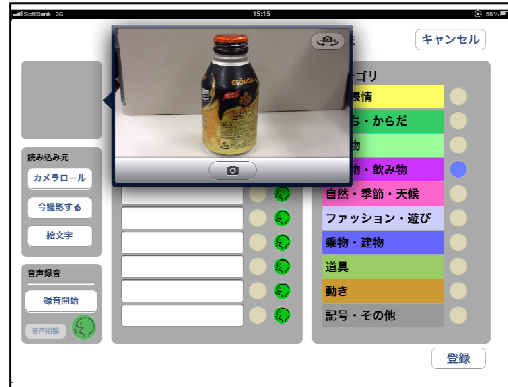 SoftBank 3G
15:15
キャンセル
ゴリ
表情
ち・からだ
物
物・飲み物
自然・季節・天候
ファッション・遊び
乗物・建物
道具
動き
記号・その他
読み込み元
カメラロール
今撮影する
絵文字
音声録音
録音開始
音声削除
GEORGIA
登録